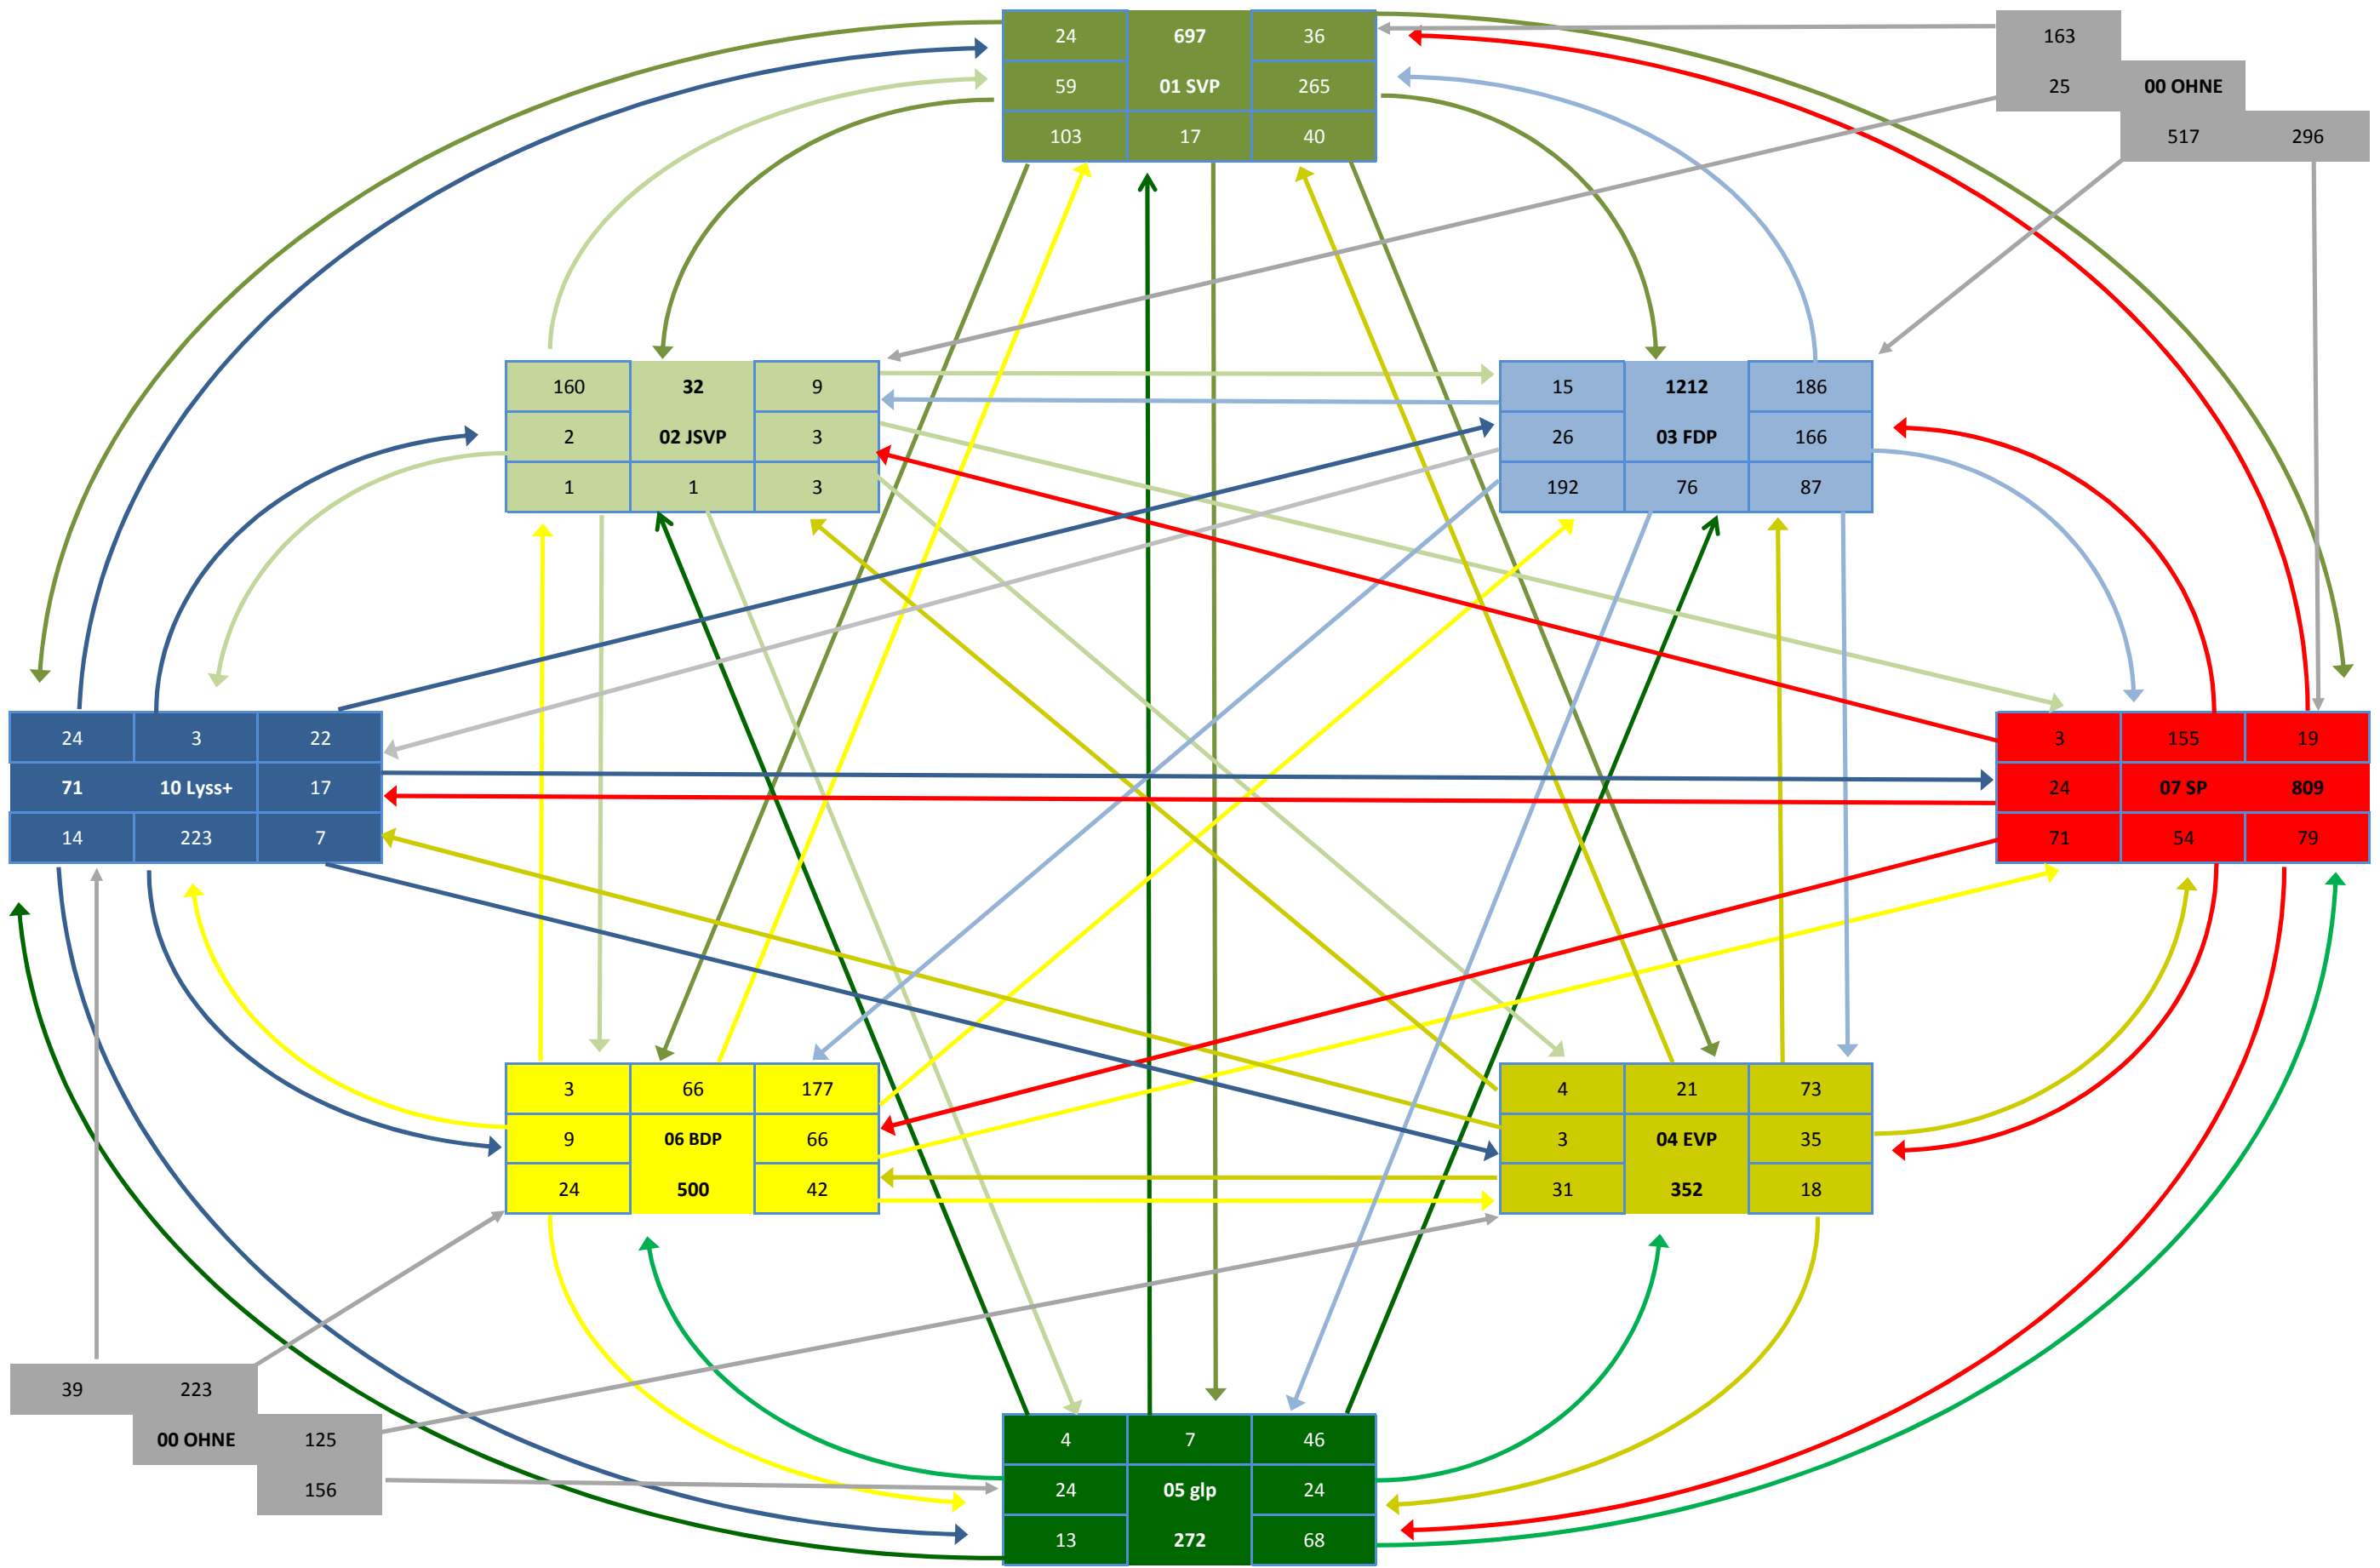 24 697 36
59 01 SVP 265
103 17 40
163
25 00 OHNE
517 296
160 32 9
2 02 JSVP 3
1 1 3
15 1212 186
26 03 FDP 166
192 76 87
24 3 22
71 10 Lyss+ 17
14 223 7
3 155 19
24 07 SP 809
71 54 79
3 66 177
9 06 BDP 66
24 500 42
4 21 73
3 04 EVP 35
31 352 18
39 223
00 OHNE 125
156
4 7 46
24 05 glp 24
13 272 68